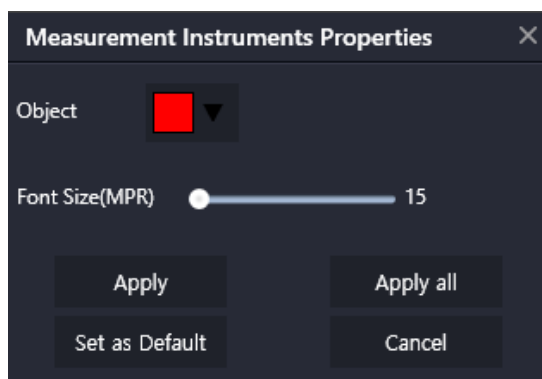 Measurement Instruments Properties
Object
Font Size(MPR) 15
Apply Apply all
Set as Default Cancel